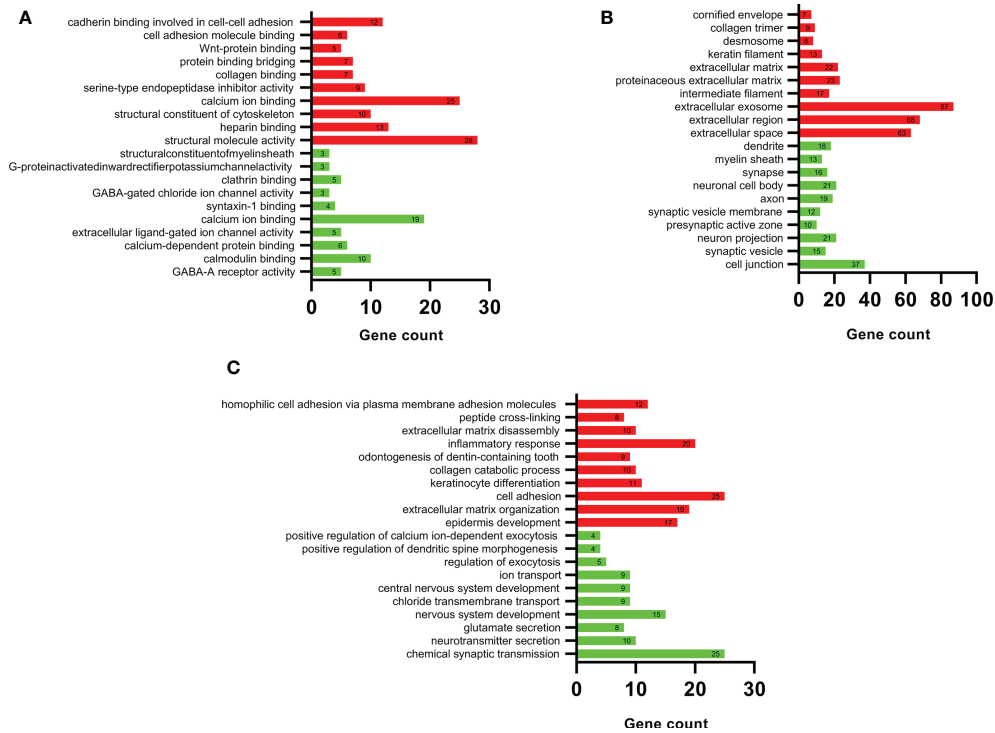 A
cadherin binding involved in cell-cell adhesion 12
cell adhesion molecule binding 6
Wnt-protein binding 5
protein binding bridging 7
collagen binding 7
serine-type endopeptidase inhibitor activity 9
calcium ion binding 25
structural constituent of cytoskeleton 10
heparin binding 13
structural molecule activity 28
structuralconstituentofmyelinsheath 3
G-proteinactivatedinwardrectifierpotassiumchannelactivity 3
clathrin binding 5
GABA-gated chloride ion channel activity 3
syntaxin-1 binding 4
calcium ion binding 19
extracellular ligand-gated ion channel activity 5
calcium-dependent protein binding 6
calmodulin binding 10
GABA-A receptor activity 5
0 10 20 30
Gene count
B
cornified envelope 7
collagen trimer 9
desmosome 8
keratin filament 13
extracellular matrix 22
proteinaceous extracellular matrix 23
intermediate filament 17
extracellular exosome 87
extracellular region 68
extracellular space 63
dendrite 18
myelin sheath 13
synapse 16
neuronal cell body 21
axon 19
synaptic vesicle membrane 12
presynaptic active zone 10
neuron projection 21
synaptic vesicle 15
cell junction 37
0 20 40 60 80 100
Gene count
C
homophilic cell adhesion via plasma membrane adhesion molecules 12
peptide cross-linking 8
extracellular matrix disassembly 10
inflammatory response 20
odontogenesis of dentin-containing tooth 9
collagen catabolic process 10
keratinocyte differentiation 11
cell adhesion 25
extracellular matrix organization 19
epidermis development 17
positive regulation of calcium ion-dependent exocytosis 4
positive regulation of dendritic spine morphogenesis 4
regulation of exocytosis 5
ion transport 9
central nervous system development 9
chloride transmembrane transport 9
nervous system development 15
glutamate secretion 8
neurotransmitter secretion 10
chemical synaptic transmission 25
0 10 20 30
Gene count